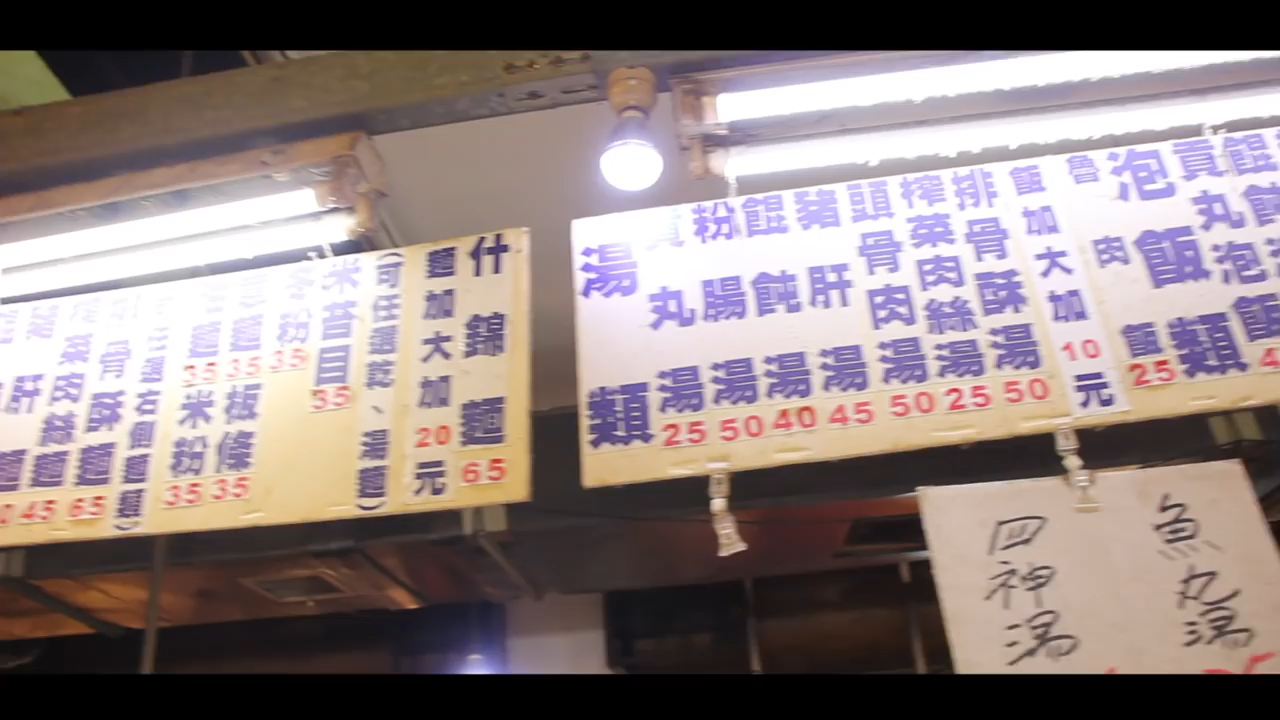 什錦麵 65
麵加大加20元
(可任選乾、湯麵)
米苔目 35
冬粉 35
麵 35
板條 35
麵 35
米粉 35
骨酥麵 65
菜肉絲麵 45
肝
湯類
貢丸湯 25
粉腸湯 50
餛飩湯 40
豬肝湯 45
頭骨肉湯 50
榨菜肉絲湯 25
排骨酥湯 50
飯加大加10元
魯肉飯 25
泡飯類
貢丸泡飯
餛飩
四神湯
魚丸湯